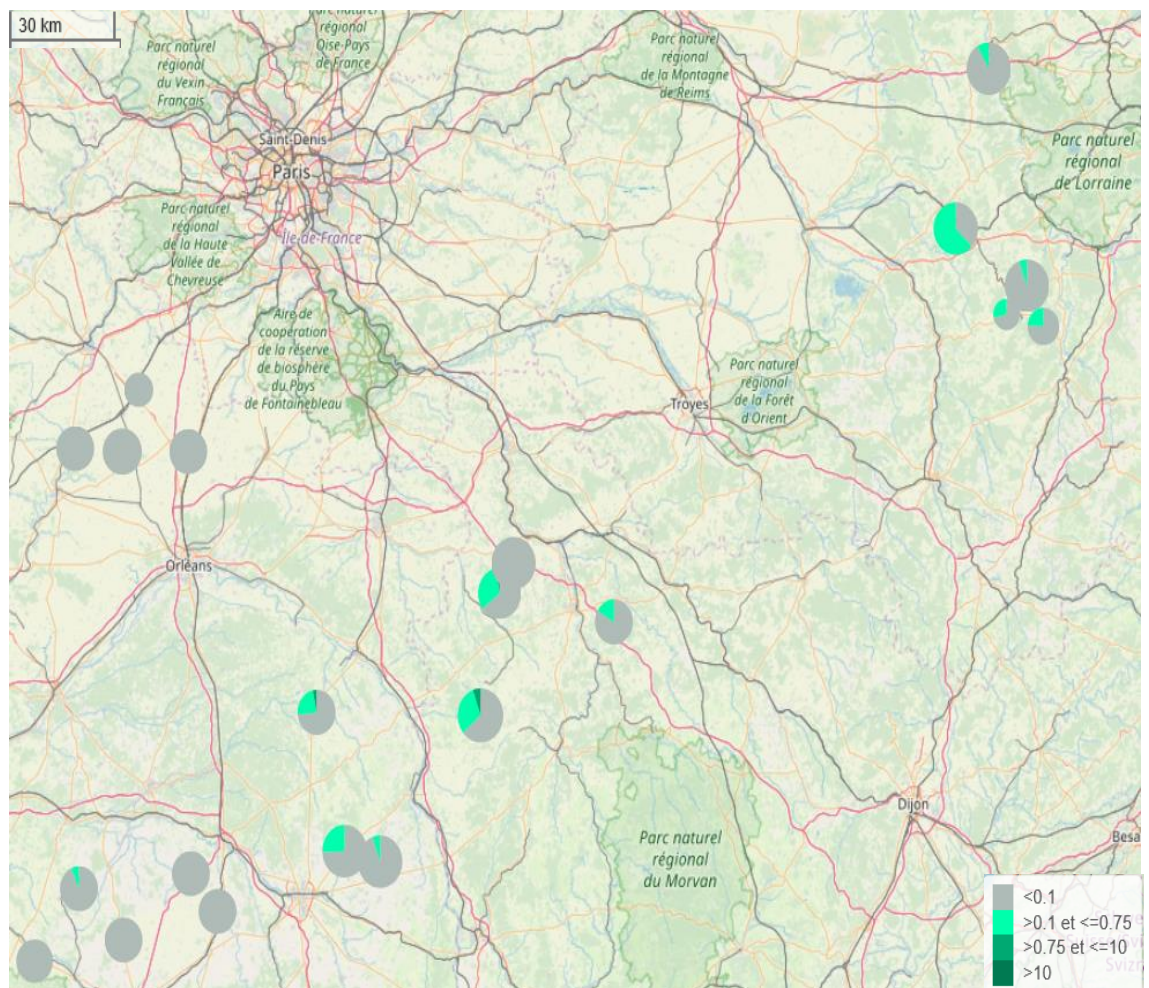 30 km
Parc naturel
régional
du Vexin
Français
Parc naturel
régional
Oise-Pays
de France
Parc naturel
régional
de la Montagne
de Reims
Parc naturel
régional
de Lorraine
Saint-Denis
Paris
Île-de-France
Parc naturel
régional
de la Haute
Vallée de
Chevreuse
Aire de
coopération
de la réserve
de biosphère
du Pays
de Fontainebleau
Parc naturel
régional
de la Forêt
d'Orient
Troyes
Orléans
Parc naturel
régional
du Morvan
Dijon
Besa
<0.1
>0.1 et <=0.75
>0.75 et <=10
>10